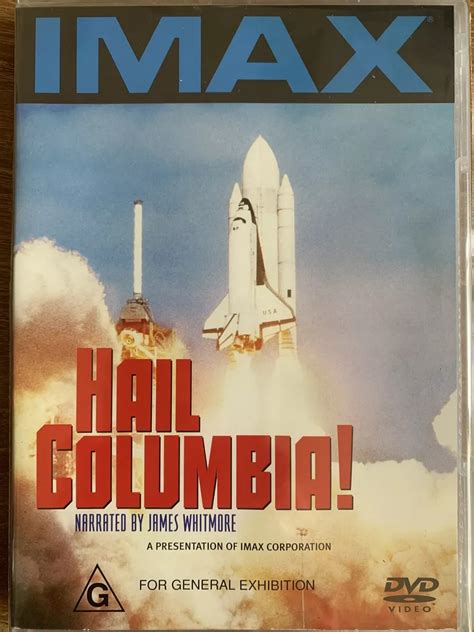 IMAX®
USA
HAIL
COLUMBIA!
NARRATED BY JAMES WHITMORE
A PRESENTATION OF IMAX CORPORATION
G
FOR GENERAL EXHIBITION
DVD
VIDEO